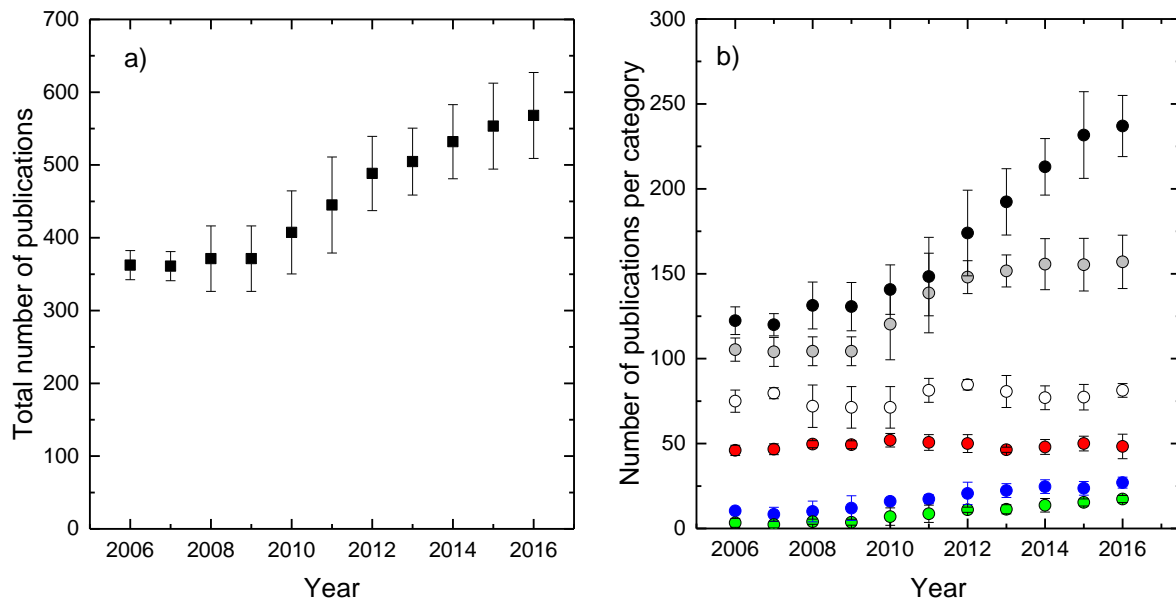 a)
Total number of publications
700
600
500
400
300
200
100
0
2006 2008 2010 2012 2014 2016
Year
b)
Number of publications per category
300
250
200
150
100
50
0
2006 2008 2010 2012 2014 2016
Year